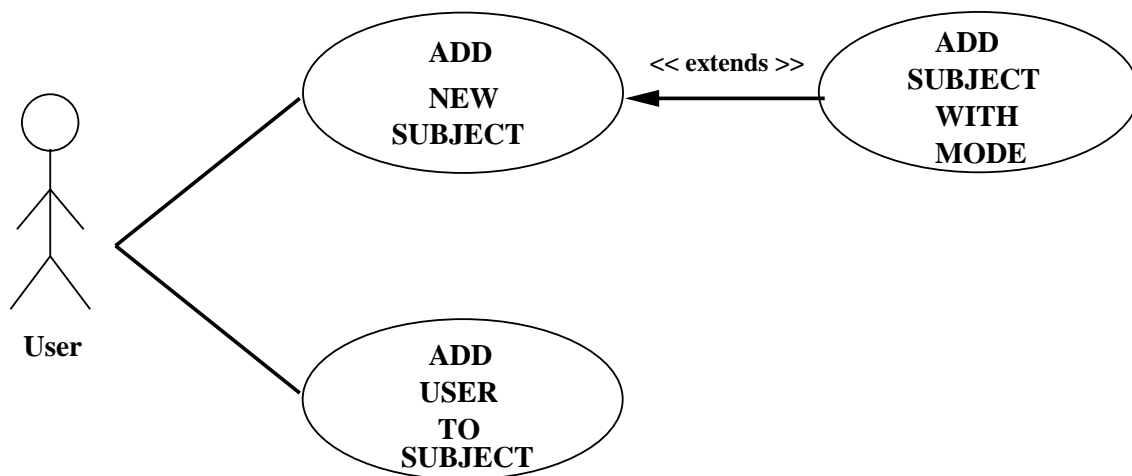 ADD
NEW
SUBJECT
<< extends >>
ADD
SUBJECT
WITH
MODE
User
ADD
USER
TO
SUBJECT